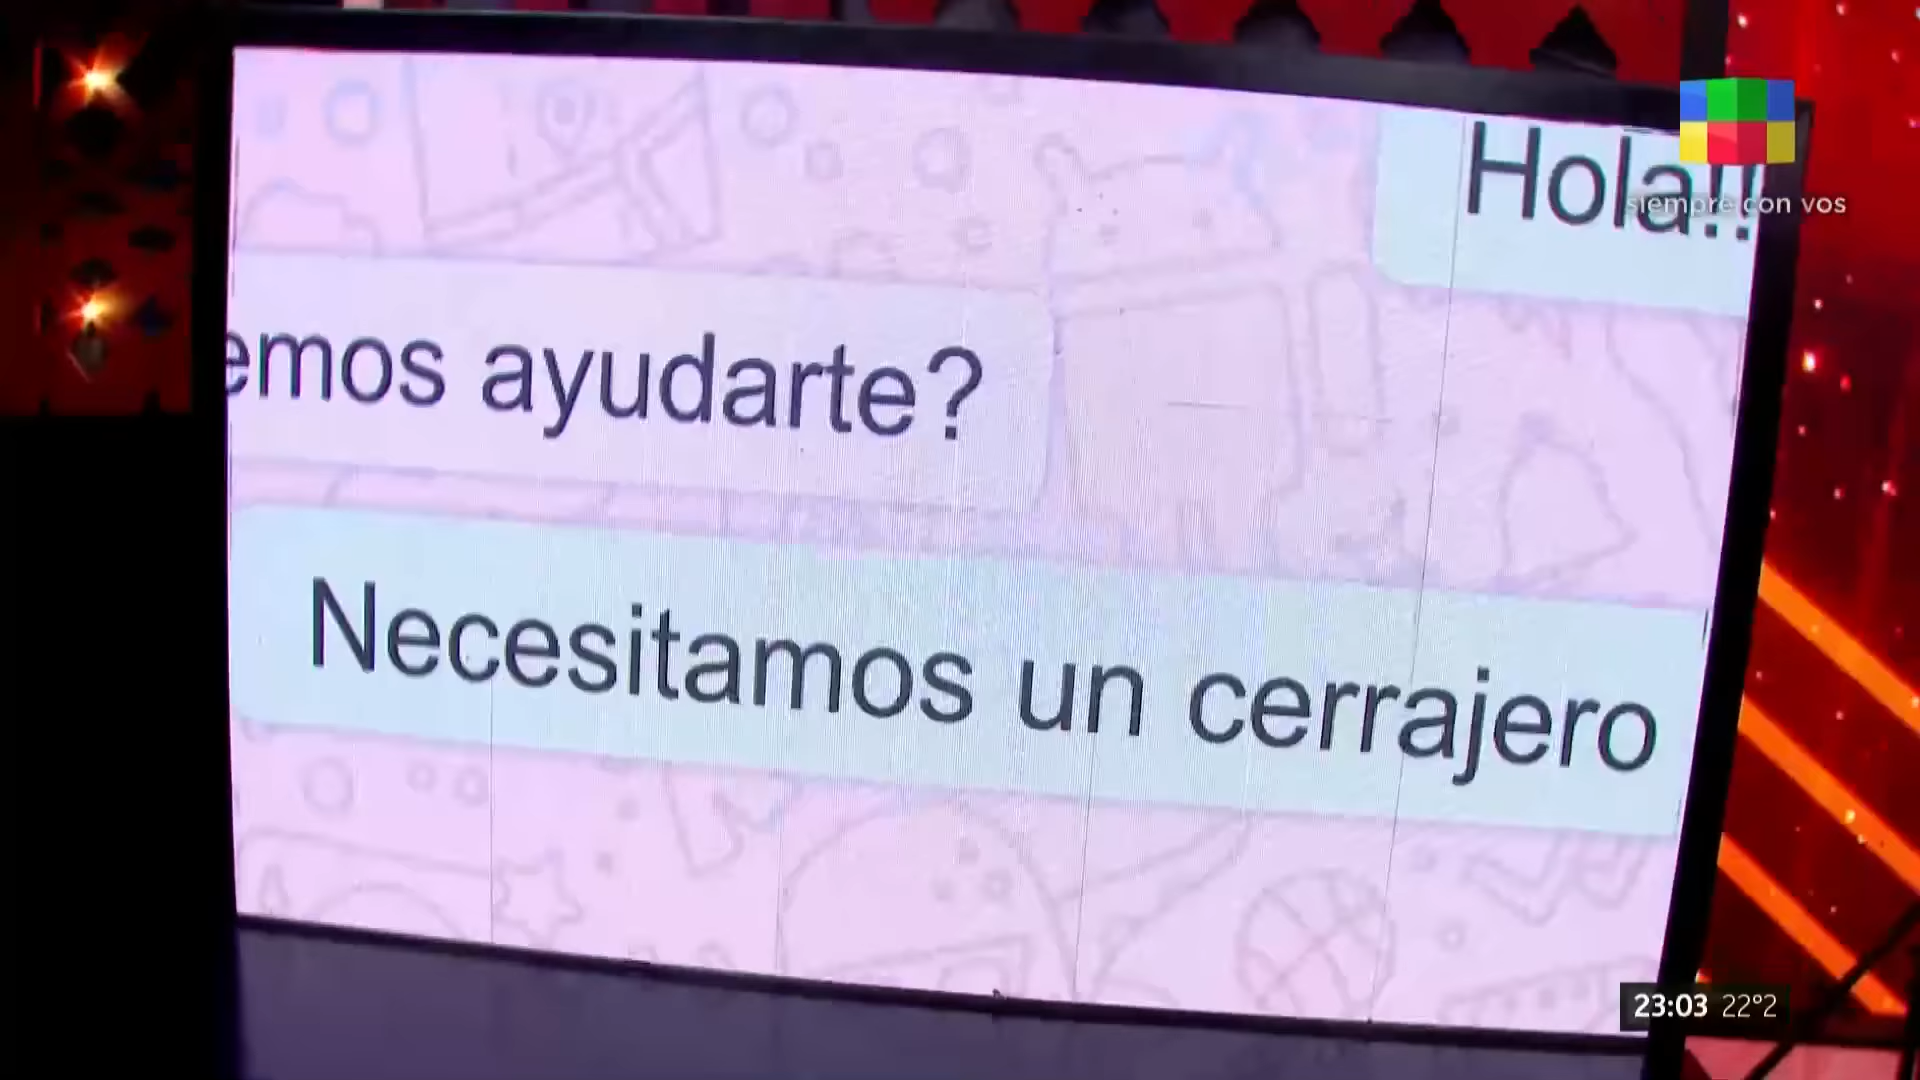 Hola!!
siempre con vos
emos ayudarte?
Necesitamos un cerrajero
23:03 22°2